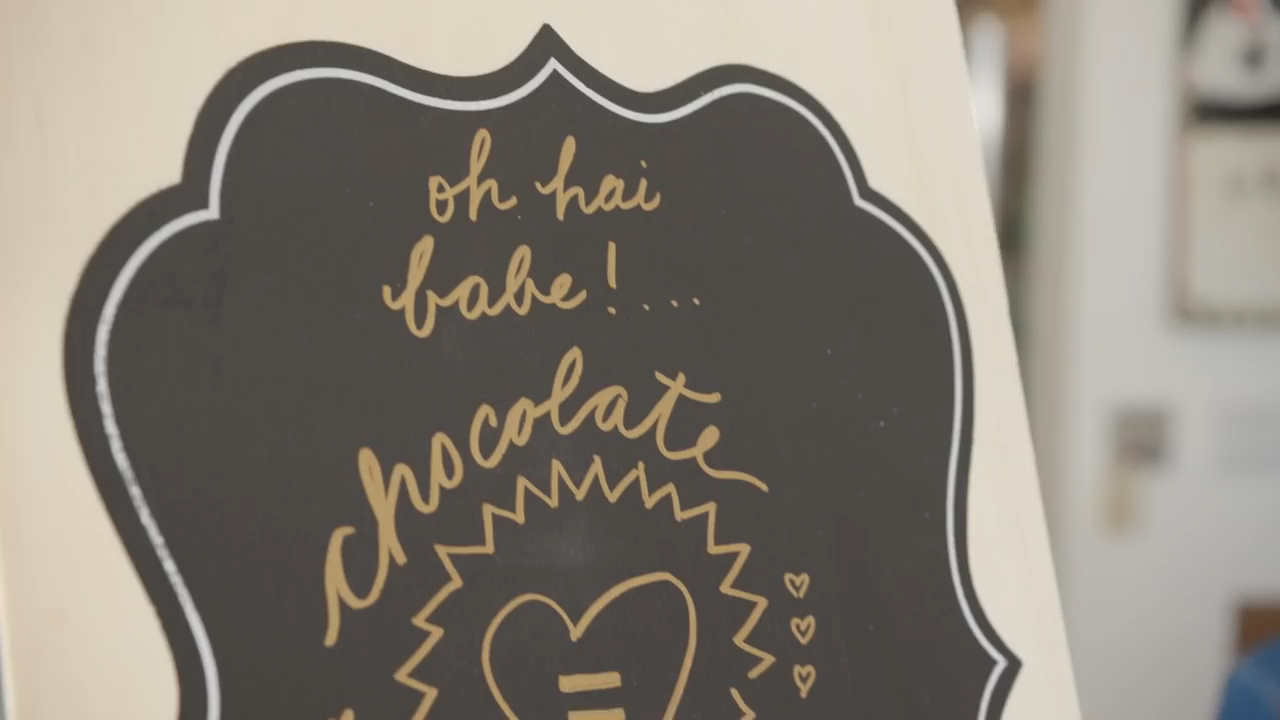 oh hai
babe!....
chocolate
=